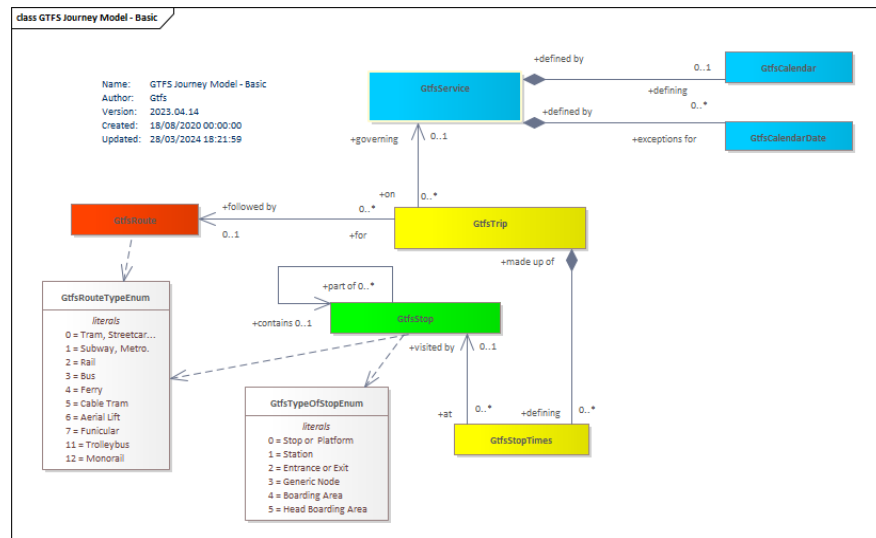 class GTFS Journey Model - Basic
Name: GTFS Journey Model - Basic
Author: Gtfs
Version: 2023.04.14
Created: 18/08/2020 00:00:00
Updated: 28/03/2024 18:21:59
GtfsService
+defined by
0..1
+defining
GtfsCalendar
+defined by
0..*
+exceptions for
GtfsCalendarDate
+governing
0..1
+on
0..*
GtfsRoute
+followed by
0..1
0..*
+for
GtfsTrip
+made up of
GtfsRouteTypeEnum
literals
0 = Tram, Streetcar...
1 = Subway, Metro.
2 = Rail
3 = Bus
4 = Ferry
5 = Cable Tram
6 = Aerial Lift
7 = Funicular
11 = Trolleybus
12 = Monorail
+part of 0..*
+contains 0..1
GtfsStop
+visited by
0..1
GtfsTypeOfStopEnum
literals
0 = Stop or Platform
1 = Station
2 = Entrance or Exit
3 = Generic Node
4 = Boarding Area
5 = Head Boarding Area
+at
0..*
+defining
0..*
GtfsStopTimes